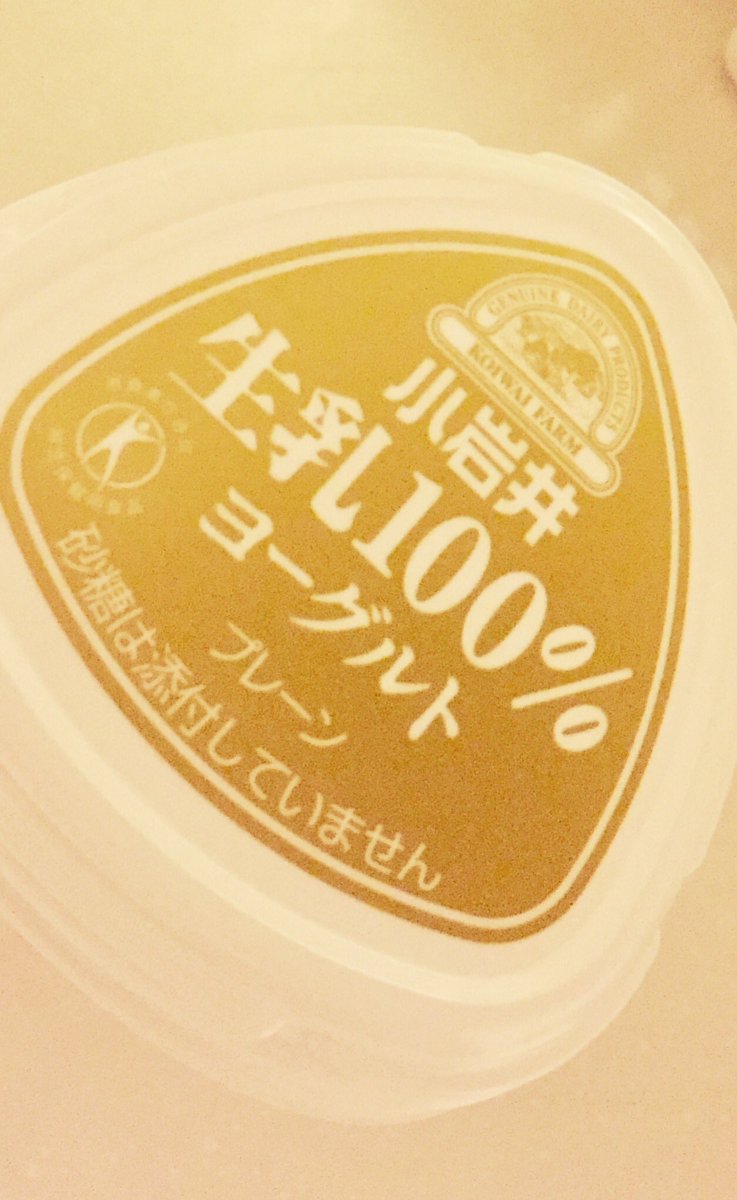 GENUINE DAIRY PRODUCTS
KOIWAI FARM
小岩井
生乳100%
ヨーグルト
プレーン
砂糖は添付していません